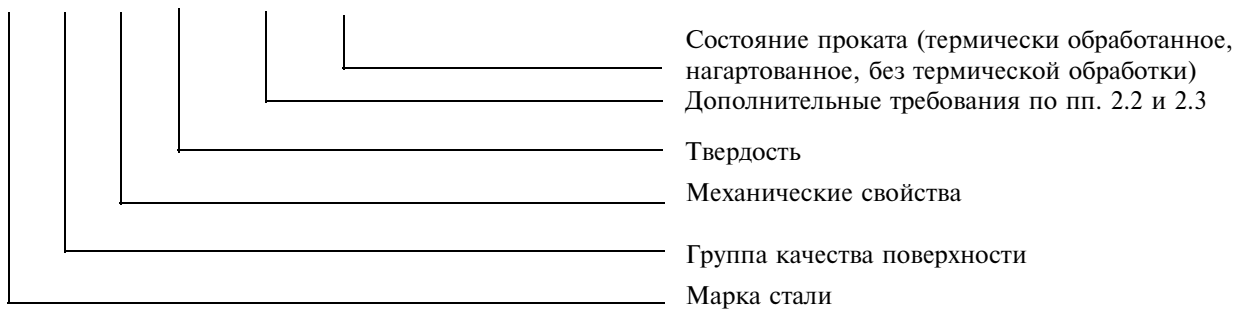 Состояние проката (термически обработанное,
нагартованное, без термической обработки)
Дополнительные требования по пп. 2.2 и 2.3
Твердость
Механические свойства
Группа качества поверхности
Марка стали